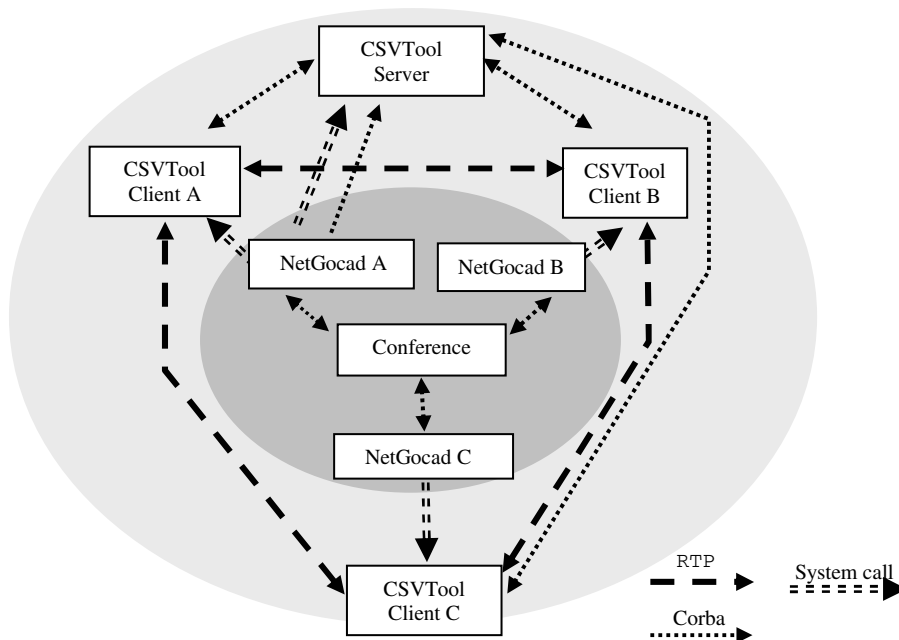 CSVTool
Server
CSVTool
Client A
CSVTool
Client B
NetGocad A
NetGocad B
Conference
NetGocad C
CSVTool
Client C
RTP
System call
Corba